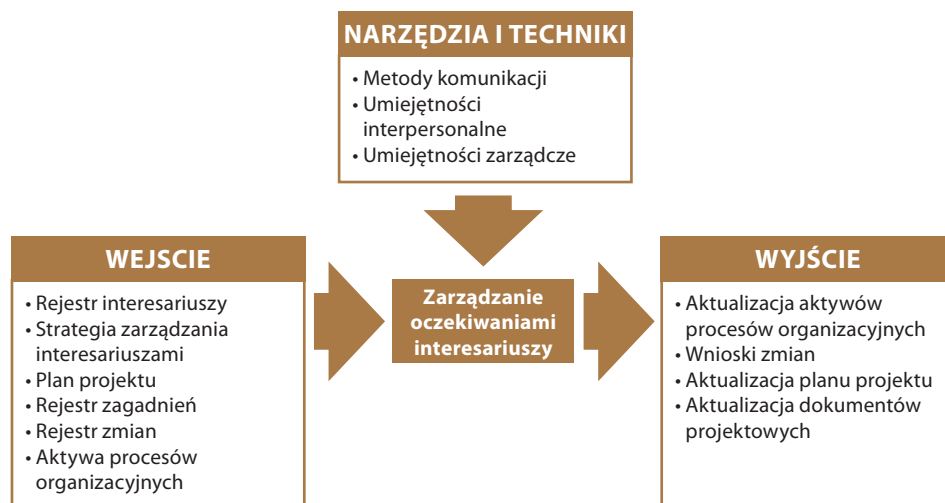 NARZĘDZIA I TECHNIKI
• Metody komunikacji
• Umiejętności
interpersonalne
• Umiejętności zarządcze
WEJSCIE
• Rejestr interesariuszy
• Strategia zarządzania
interesariuszami
• Plan projektu
• Rejestr zagadnień
• Rejestr zmian
• Aktywa procesów
organizacyjnych
Zarządzanie
oczekiwaniami
interesariuszy
WYJŚCIE
• Aktualizacja aktywów
procesów organizacyjnych
• Wnioski zmian
• Aktualizacja planu projektu
• Aktualizacja dokumentów
projektowych